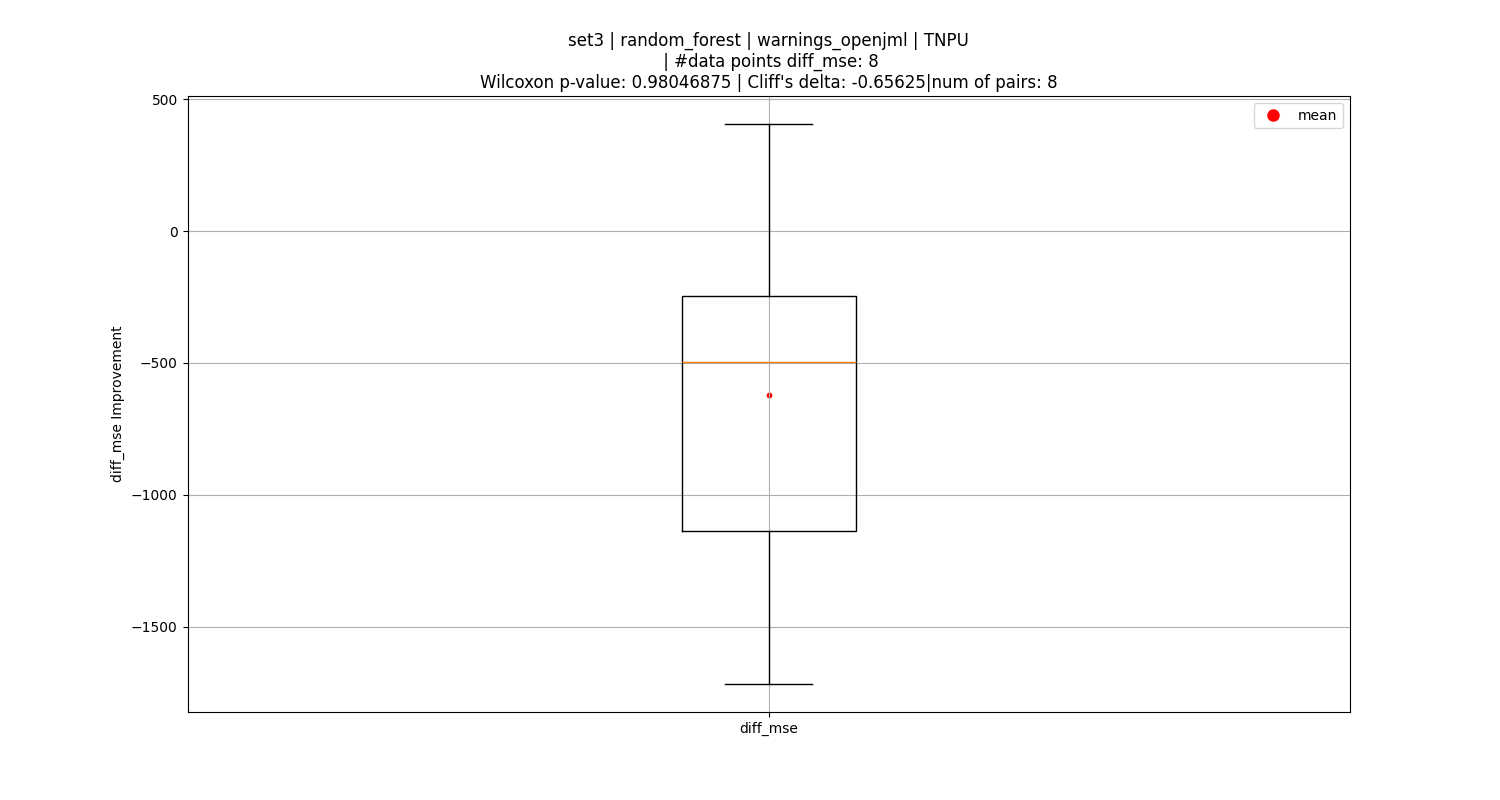 set3 | random_forest | warnings_openjml | TNPU
| #data points diff_mse: 8
Wilcoxon p-value: 0.98046875 | Cliff's delta: -0.65625|num of pairs: 8
mean
500
0
−500
−1000
−1500
diff_mse Improvement
diff_mse